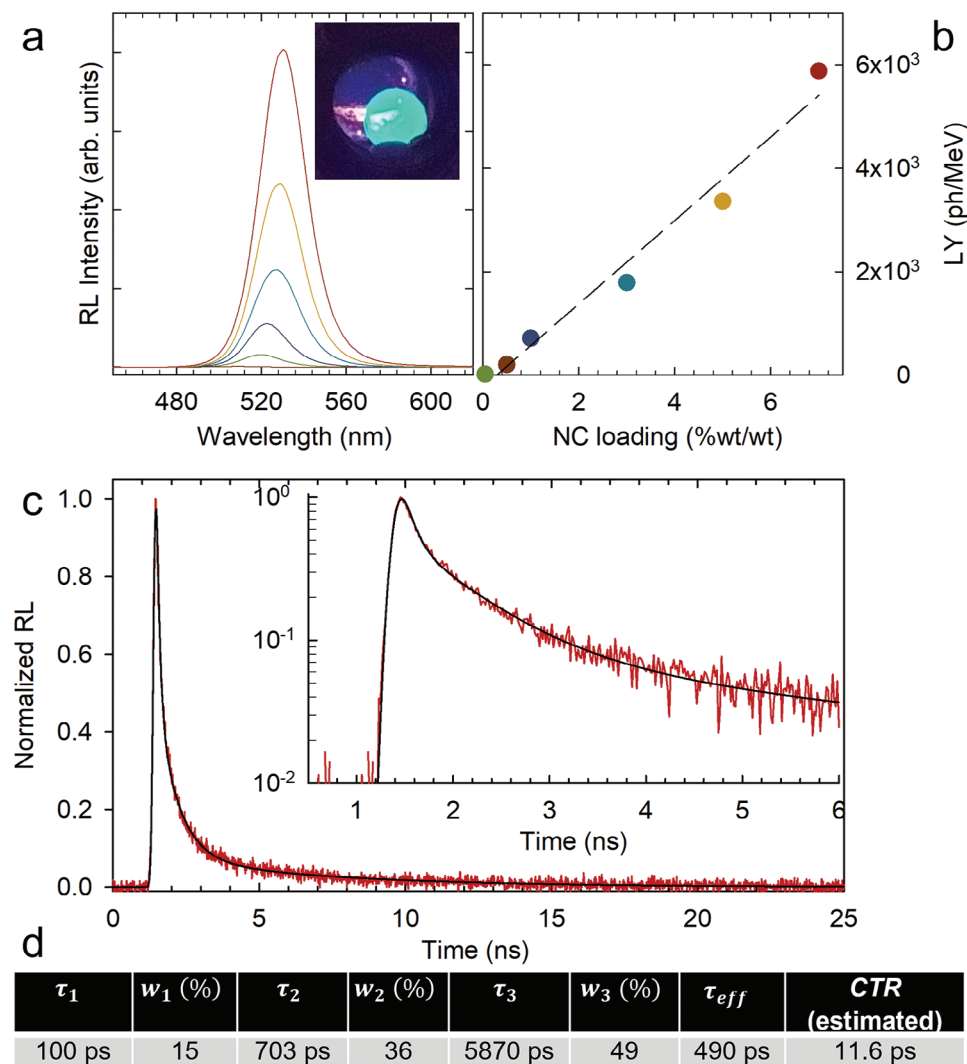 a
b
RL Intensity (arb. units)
480 520 560 600
Wavelength (nm)
6x10³
4x10³
2x10³
0
LY (ph/MeV)
0 2 4 6
NC loading (%wt/wt)
c
Normalized RL
1.0
0.8
0.6
0.4
0.2
0.0
0 5 10 15 20 25
Time (ns)
10⁰
10⁻¹
10⁻²
1 2 3 4 5 6
Time (ns)
d
τ₁ w₁ (%) τ₂ w₂ (%) τ₃ w₃ (%) τeff CTR
(estimated)
100 ps 15 703 ps 36 5870 ps 49 490 ps 11.6 ps